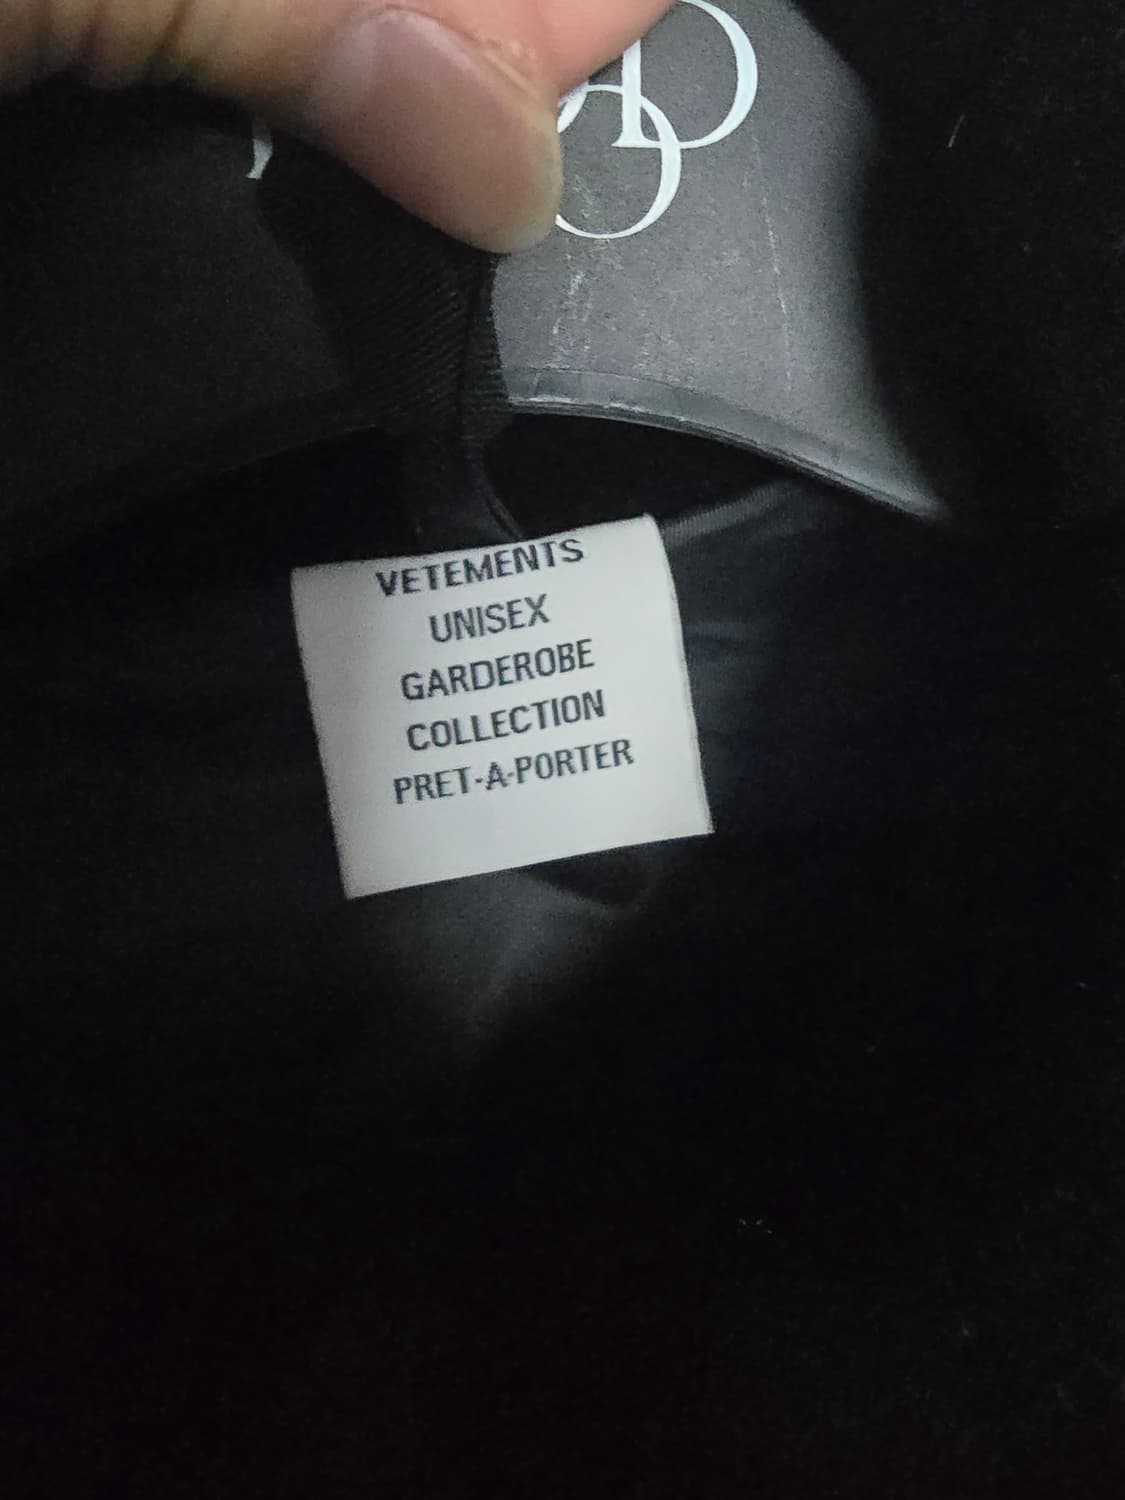 VETEMENTS
UNISEX
GARDEROBE
COLLECTION
PRET-A-PORTER